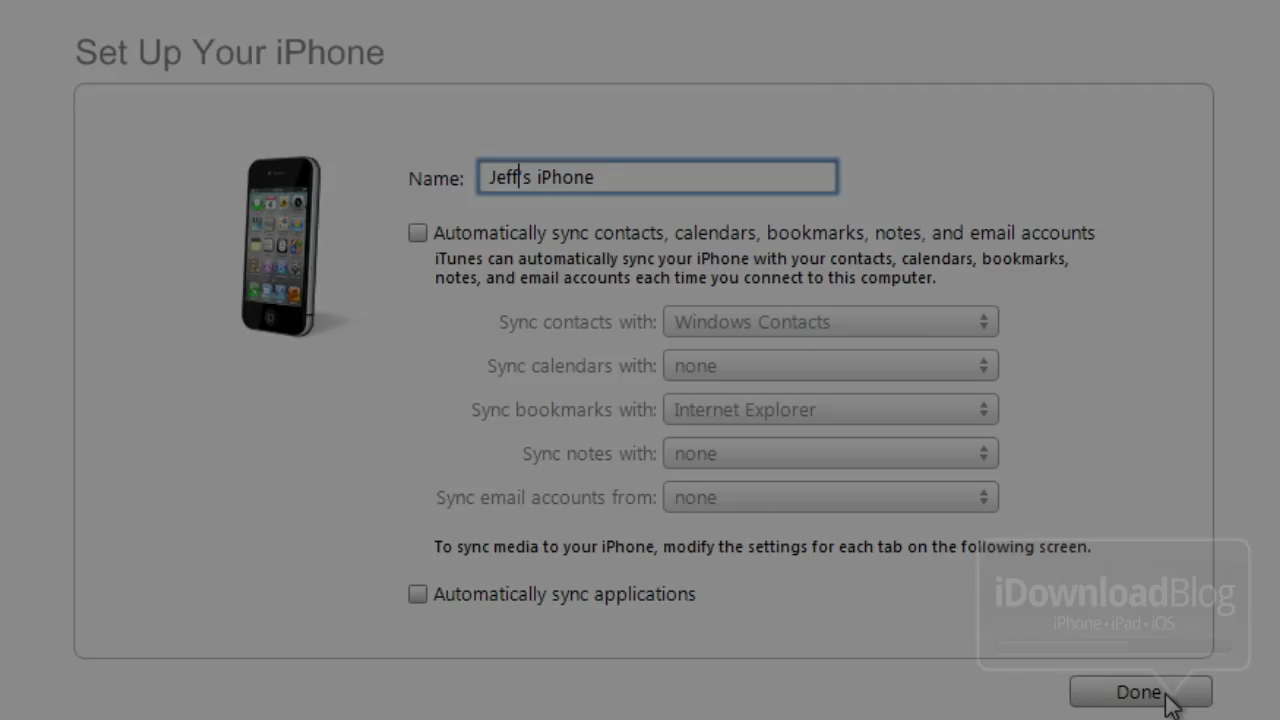 Set Up Your iPhone
Name: Jeff's iPhone
Automatically sync contacts, calendars, bookmarks, notes, and email accounts
iTunes can automatically sync your iPhone with your contacts, calendars, bookmarks,
notes, and email accounts each time you connect to this computer.
Sync contacts with: Windows Contacts
Sync calendars with: none
Sync bookmarks with: Internet Explorer
Sync notes with: none
Sync email accounts from: none
To sync media to your iPhone, modify the settings for each tab on the following screen.
Automatically sync applications
iDownloadBlog
iPhone • iPad • iOS
Done